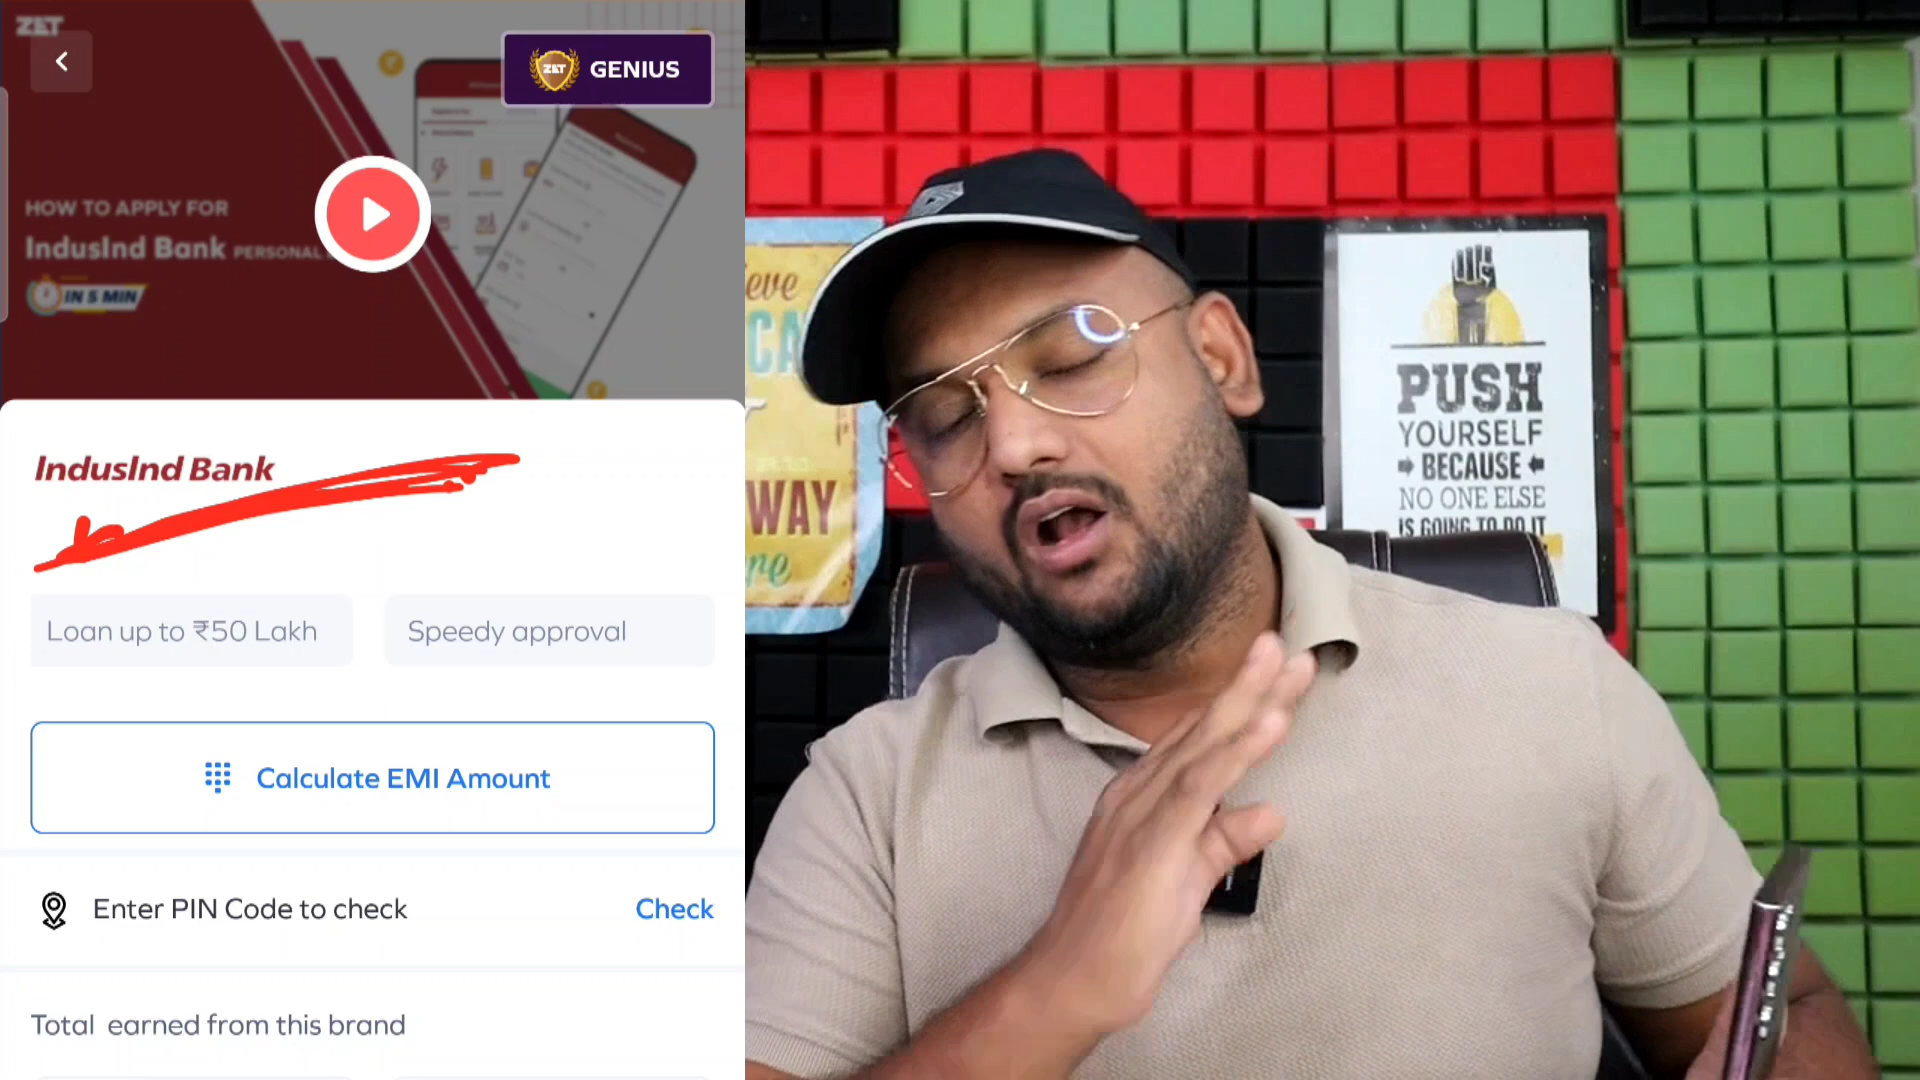 ZET
ZET GENIUS
HOW TO APPLY FOR
IndusInd Bank PERSONAL
IN 5 MIN
IndusInd Bank
Loan up to ₹50 Lakh
Speedy approval
Calculate EMI Amount
Enter PIN Code to check
Check
Total earned from this brand
WAY
PUSH
YOURSELF
BECAUSE
NO ONE ELSE
IS GOING TO DO IT